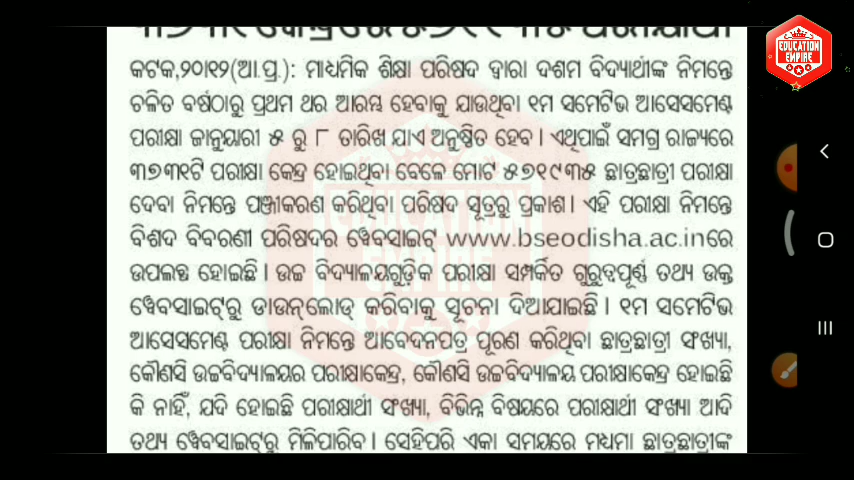 କଟକ,୨୦ା୧୨(ଆ.ପ୍ର.): ମାଧ୍ୟମିକ ଶିକ୍ଷା ପରିଷଦ ଦ୍ୱାରା ଦଶମ ବିଦ୍ୟାର୍ଥୀଙ୍କ ନିମନ୍ତେ
ଚଳିତ ବର୍ଷଠାରୁ ପ୍ରଥମ ଥର ଆରମ୍ଭ ହେବାକୁ ଯାଉଥିବା ୧ମ ସମେଟିଭ ଆସେସମେଣ୍ଟ
ପରୀକ୍ଷା ଜାନୁୟାରୀ ୫ ରୁ ୮ ତାରିଖ ଯାଏ ଅନୁଷ୍ଠିତ ହେବ । ଏଥିପାଇଁ ସମଗ୍ର ରାଜ୍ୟରେ
୩୭୩୧ଟି ପରୀକ୍ଷା କେନ୍ଦ୍ର ହୋଇଥିବା ବେଳେ ମୋଟ ୫୭୧୯୩୫ ଛାତ୍ରଛାତ୍ରୀ ପରୀକ୍ଷା
ଦେବା ନିମନ୍ତେ ପଞ୍ଜୀକରଣ କରିଥିବା ପରିଷଦ ସୂତ୍ରରୁ ପ୍ରକାଶ । ଏହି ପରୀକ୍ଷା ନିମନ୍ତେ
ବିଶଦ ବିବରଣୀ ପରିଷଦର ୱେବସାଇଟ୍ www.bseodisha.ac.inରେ
ଉପଲବ୍ଧ ହୋଇଛି । ଉଚ୍ଚ ବିଦ୍ୟାଳୟଗୁଡ଼ିକ ପରୀକ୍ଷା ସମ୍ପର୍କିତ ଗୁରୁତ୍ୱପୂର୍ଣ୍ଣ ତଥ୍ୟ ଉକ୍ତ
ୱେବସାଇଟ୍‌ରୁ ଡାଉନ୍‌ଲୋଡ୍ କରିବାକୁ ସୂଚନା ଦିଆଯାଇଛି । ୧ମ ସମେଟିଭ
ଆସେସମେଣ୍ଟ ପରୀକ୍ଷା ନିମନ୍ତେ ଆବେଦନପତ୍ର ପୂରଣ କରିଥିବା ଛାତ୍ରଛାତ୍ରୀ ସଂଖ୍ୟା,
କୌଣସି ଉଚ୍ଚବିଦ୍ୟାଳୟର ପରୀକ୍ଷାକେନ୍ଦ୍ର, କୌଣସି ଉଚ୍ଚବିଦ୍ୟାଳୟ ପରୀକ୍ଷାକେନ୍ଦ୍ର ହୋଇଛି
କି ନାହିଁ, ଯଦି ହୋଇଛି ପରୀକ୍ଷାର୍ଥୀ ସଂଖ୍ୟା, ବିଭିନ୍ନ ବିଷୟରେ ପରୀକ୍ଷାର୍ଥୀ ସଂଖ୍ୟା ଆଦି
ତଥ୍ୟ ୱେବସାଇଟ୍‌ରୁ ମିଳିପାରିବ । ସେହିପରି ଏକା ସମୟରେ ମଧ୍ୟମା ଛାତ୍ରଛାତ୍ରୀଙ୍କ
EDUCATION
EMPIRE
EDUCATION
EMPIRE